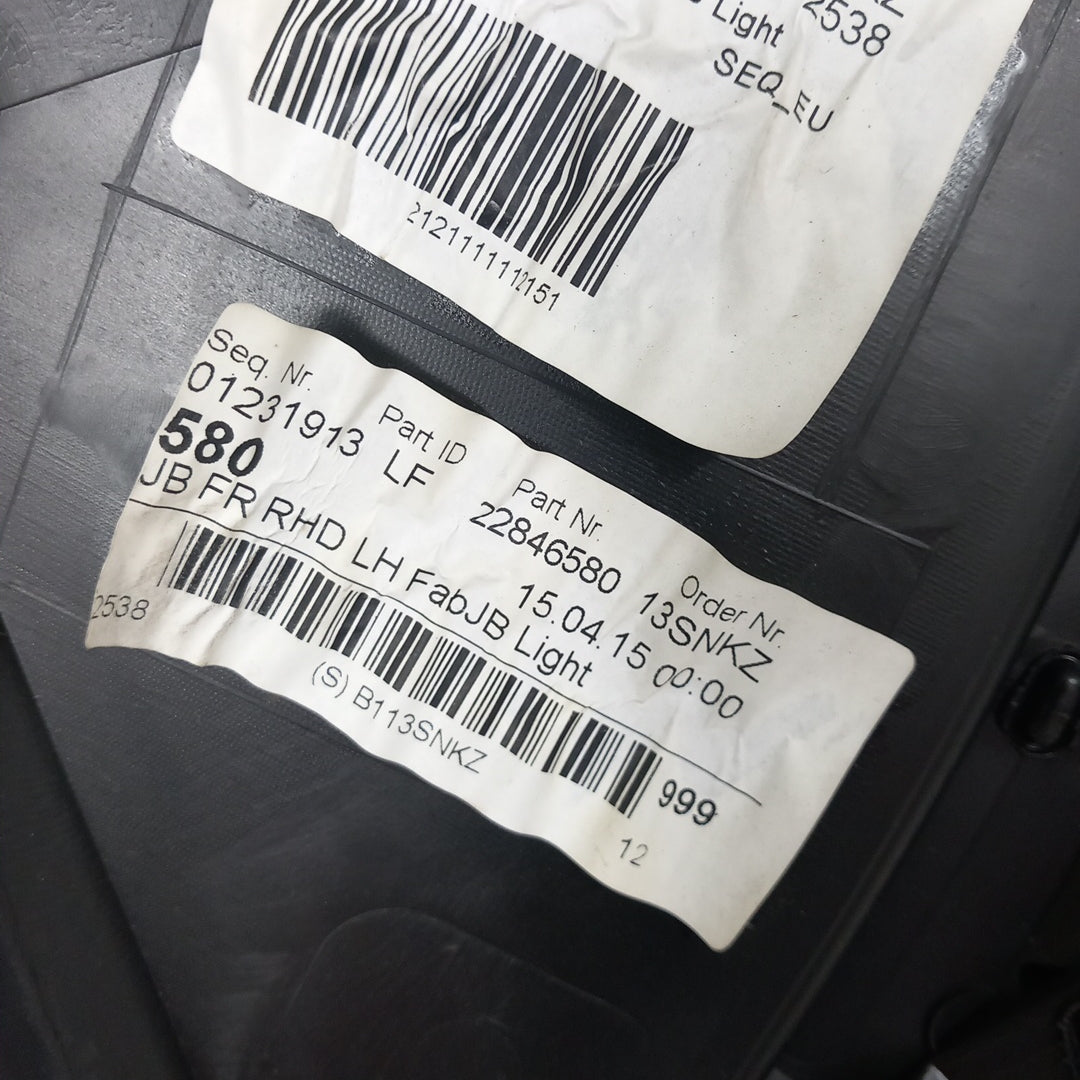 2538
Light
SEQ_EU
212111112151
Seq. Nr. Part ID Part Nr. Order Nr.
01231913 LF 22846580 13SNKZ
580 15.04.15 00:00
JB FR RHD LH FabJB Light
2538 (S) B113SNKZ 999
12